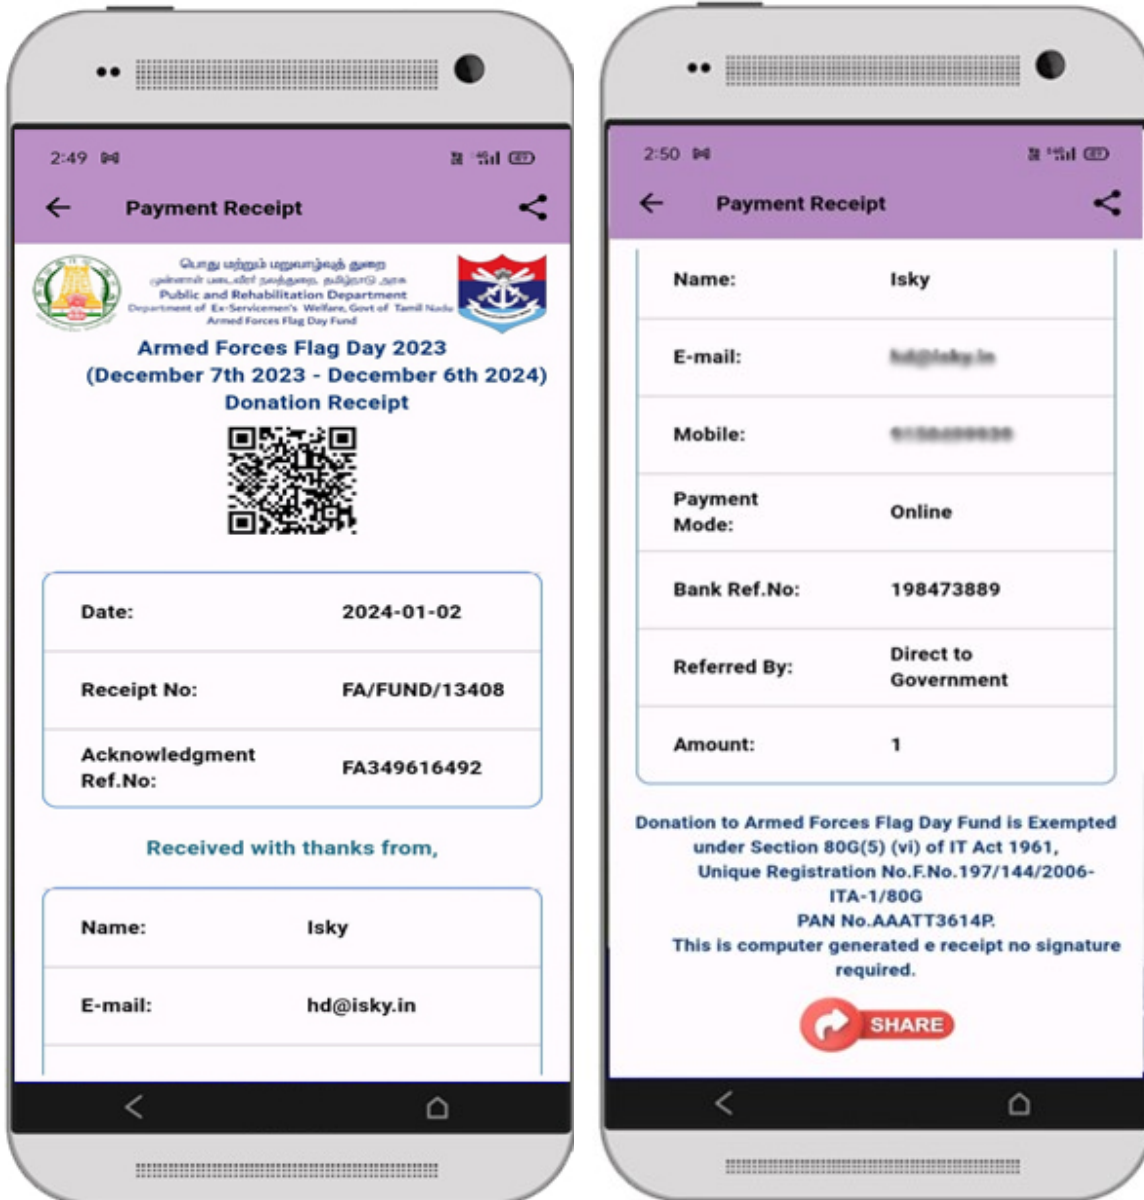 2:49
Payment Receipt
பொது மற்றும் மறுவாழ்வுத் துறை
முன்னாள் படைவீரர் நலத்துறை, தமிழ்நாடு அரசு
Public and Rehabilitation Department
Department of Ex-Servicemen's Welfare, Govt of Tamil Nadu
Armed Forces Flag Day Fund
Armed Forces Flag Day 2023
(December 7th 2023 - December 6th 2024)
Donation Receipt
Date: 2024-01-02
Receipt No: FA/FUND/13408
Acknowledgment
Ref.No: FA349616492
Received with thanks from,
Name: Isky
E-mail: hd@isky.in
2:50
Payment Receipt
Name: Isky
E-mail:
Mobile:
Payment
Mode: Online
Bank Ref.No: 198473889
Referred By: Direct to
Government
Amount: 1
Donation to Armed Forces Flag Day Fund is Exempted
under Section 80G(5) (vi) of IT Act 1961,
Unique Registration No.F.No.197/144/2006-
ITA-1/80G
PAN No.AAATT3614P.
This is computer generated e receipt no signature
required.
SHARE